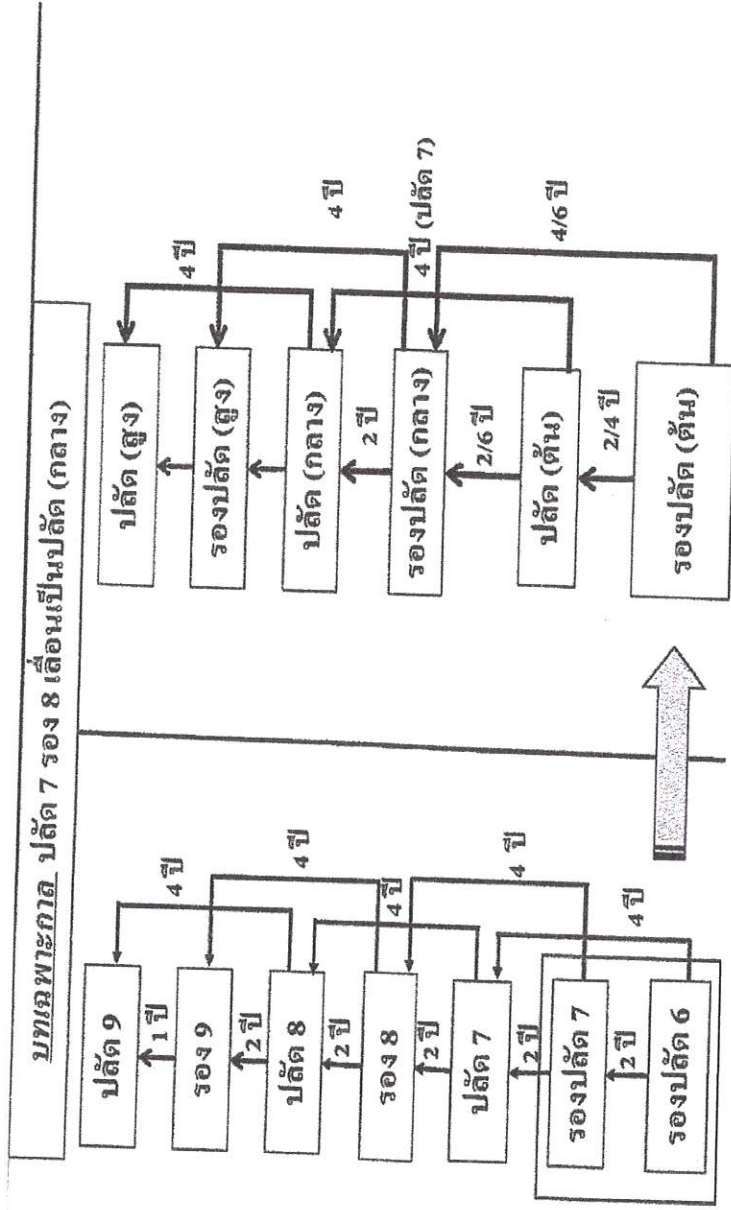 บทเฉพาะกาล ปลัด 7 รอง 8 เลื่อนเป็นปลัด (กลาง)
ปลัด 9
1 ปี
4 ปี
รอง 9
2 ปี
4 ปี
ปลัด 8
2 ปี
4 ปี
รอง 8
2 ปี
4 ปี
ปลัด 7
2 ปี
4 ปี
รองปลัด 7
2 ปี
รองปลัด 6
ปลัด (สูง)
4 ปี
รองปลัด (สูง)
4 ปี
ปลัด (กลาง)
2 ปี
4 ปี (ปลัด 7)
รองปลัด (กลาง)
2/6 ปี
4/6 ปี
ปลัด (ต้น)
2/4 ปี
รองปลัด (ต้น)